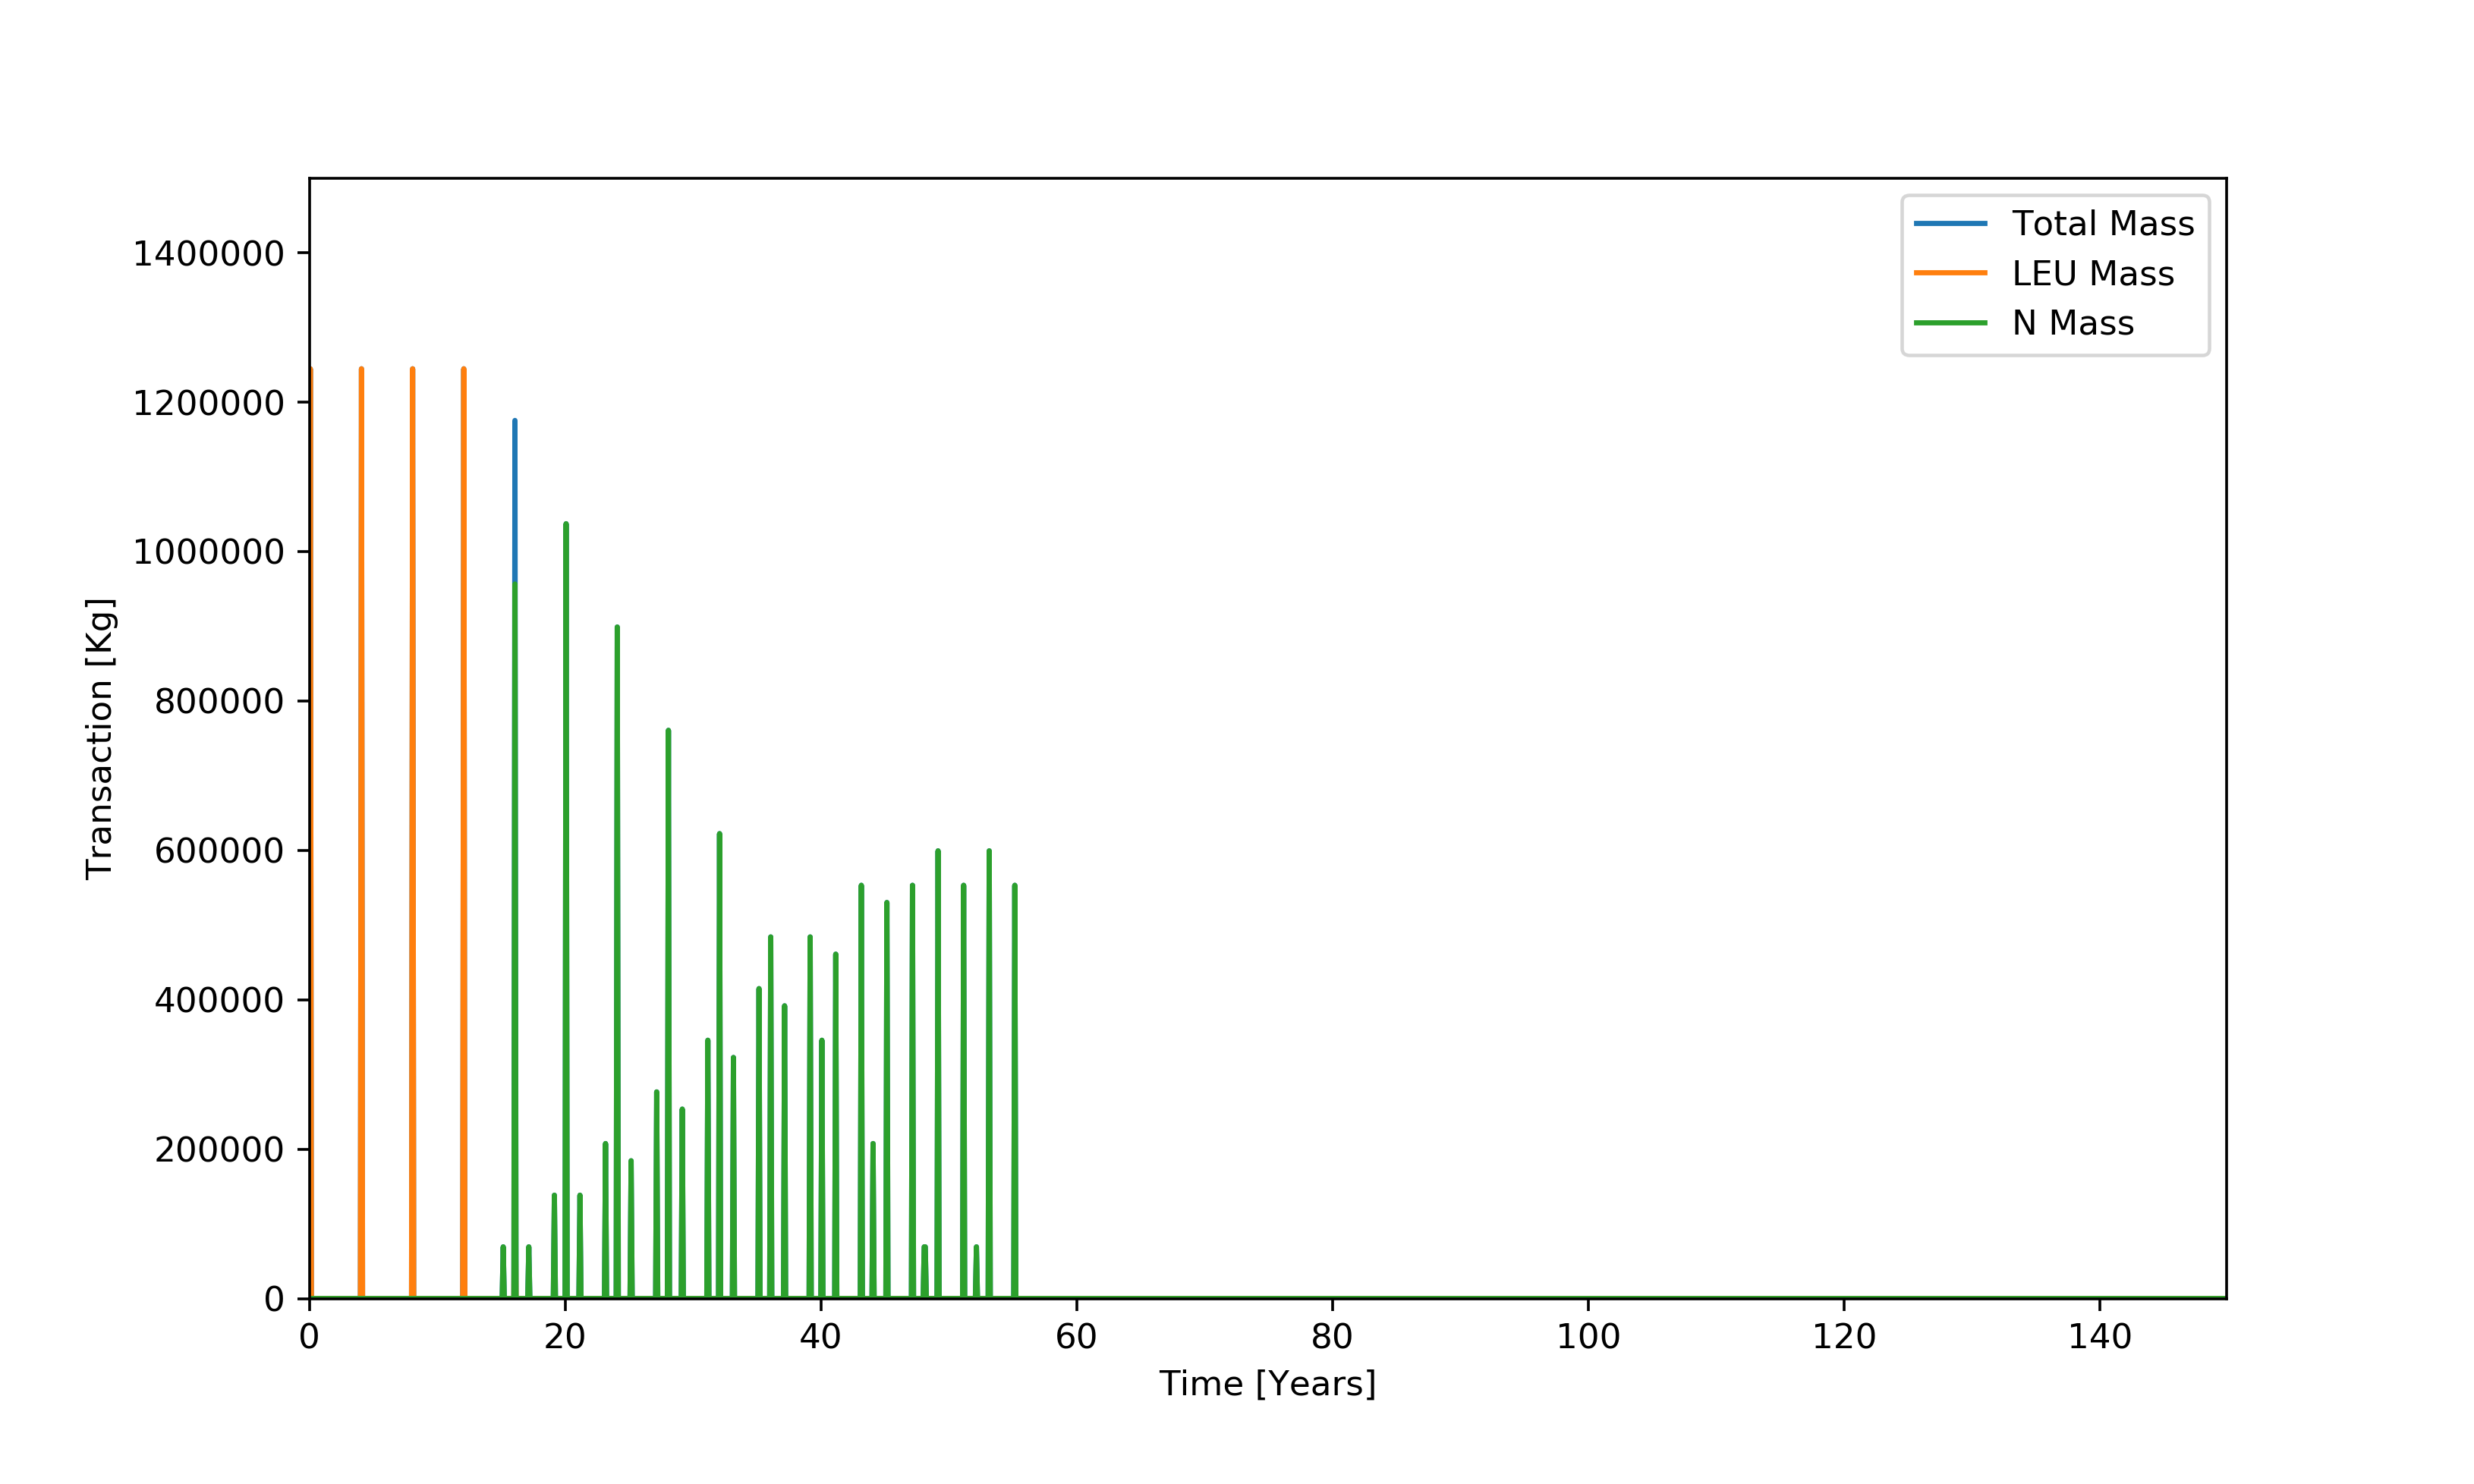 1400000
1200000
1000000
800000
600000
400000
200000
0
Transaction [Kg]
Total Mass
LEU Mass
N Mass
0 20 40 60 80 100 120 140
Time [Years]